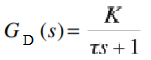 G_D(s) = K / (τs + 1)